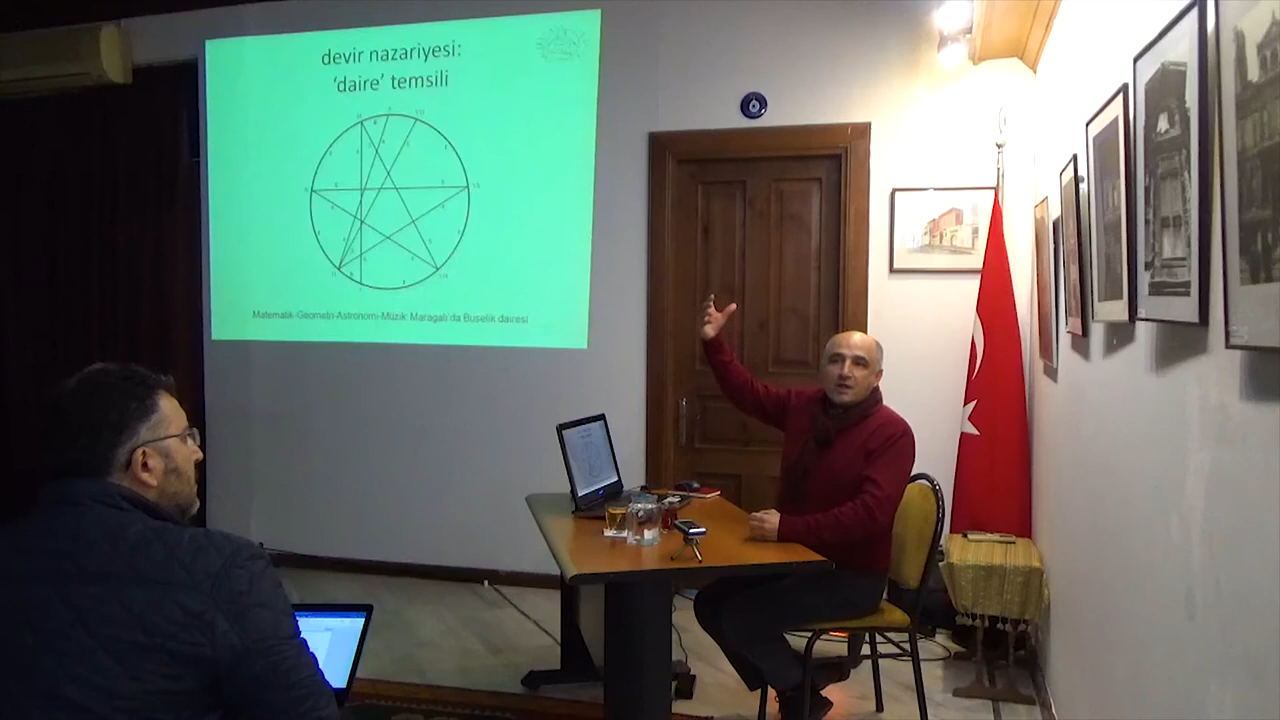 devir nazariyesi:
‘daire’ temsili
Matematik-Geometri-Astronomi-Müzik: Maragalı’da Buselik dairesi